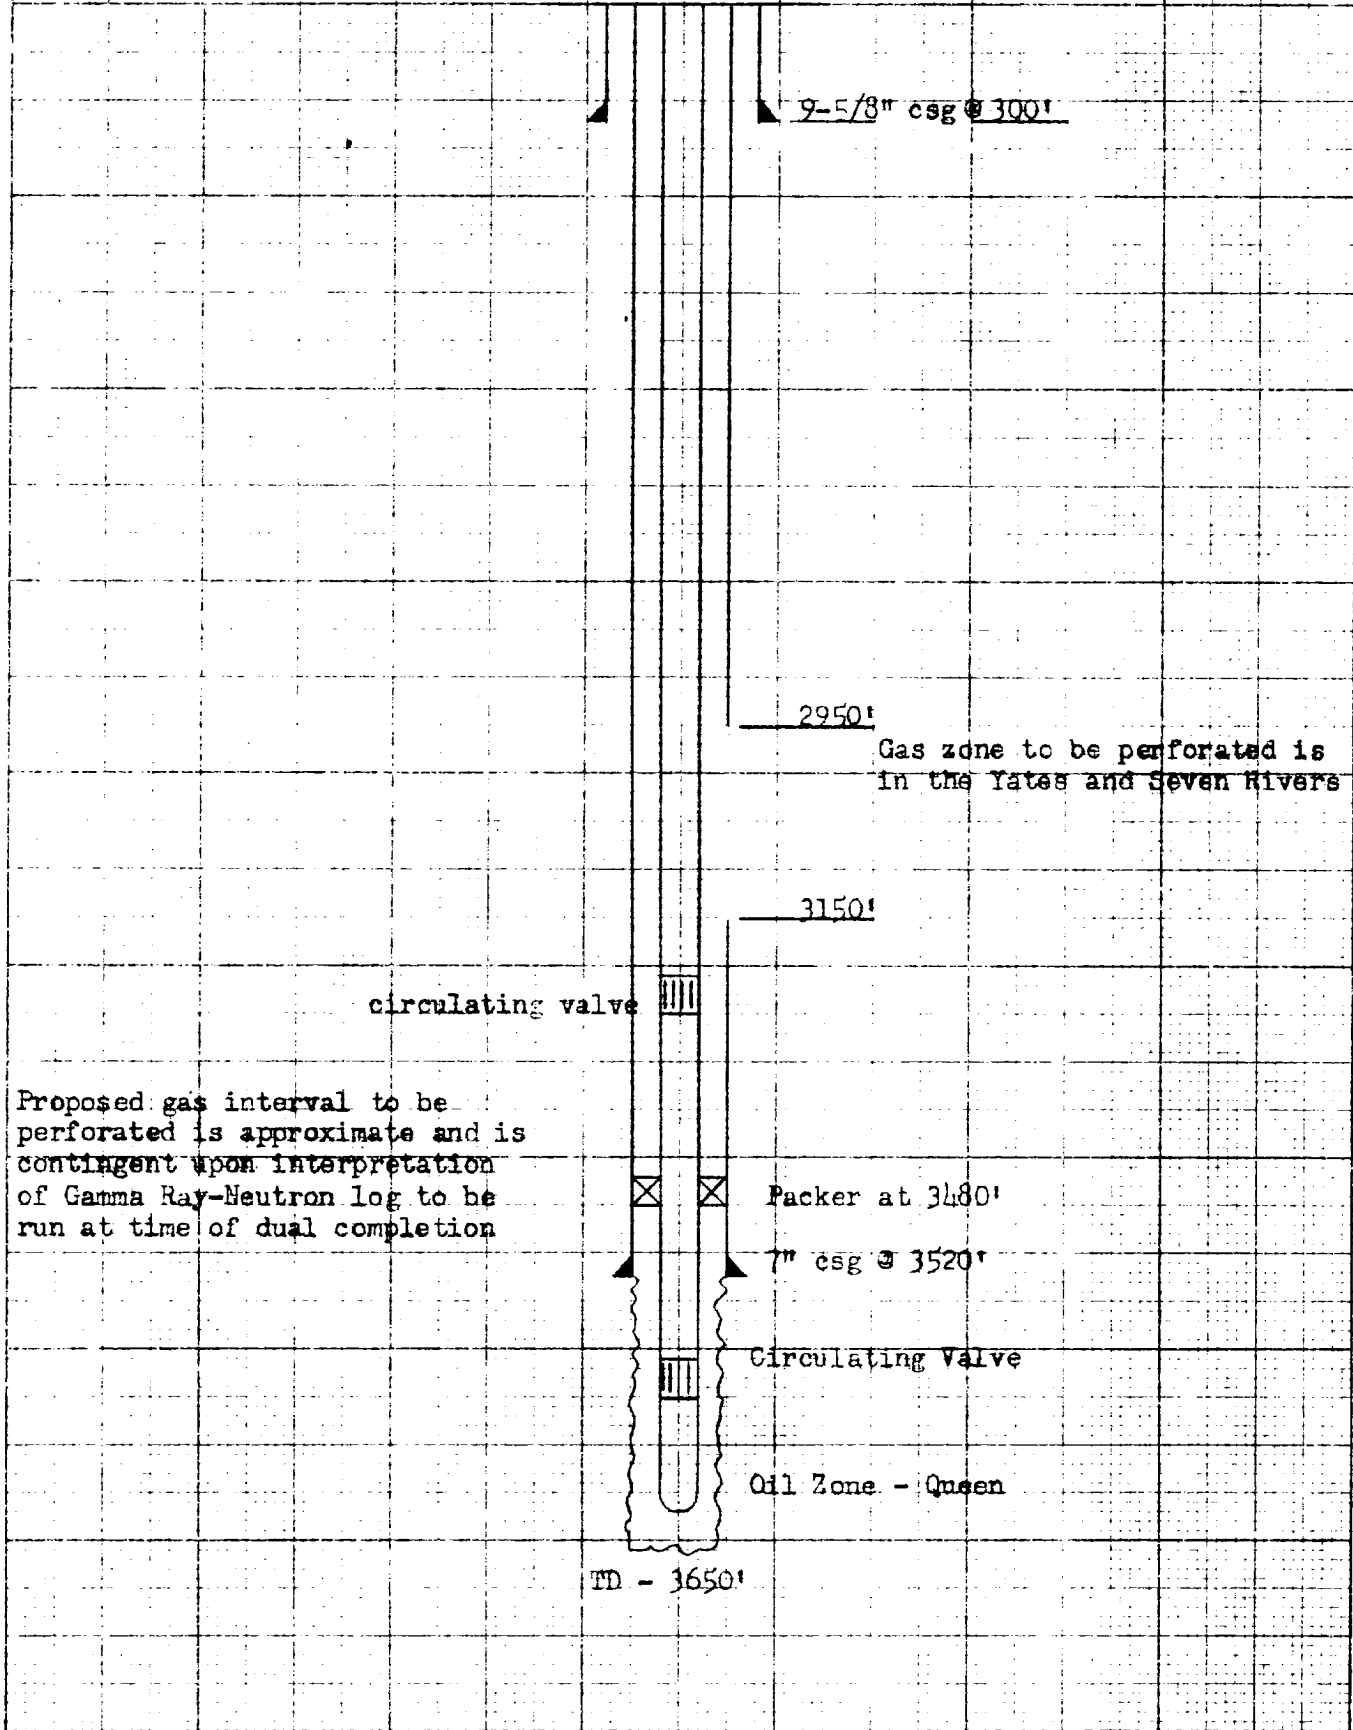 9-5/8" csg @ 300'
2950'
Gas zone to be perforated is
in the Yates and Seven Rivers
3150'
circulating valve
Proposed gas interval to be
perforated is approximate and is
contingent upon interpretation
of Gamma Ray-Neutron log to be
run at time of dual completion
Packer at 3480'
7" csg @ 3520'
Circulating Valve
Oil Zone - Queen
TD - 3650'